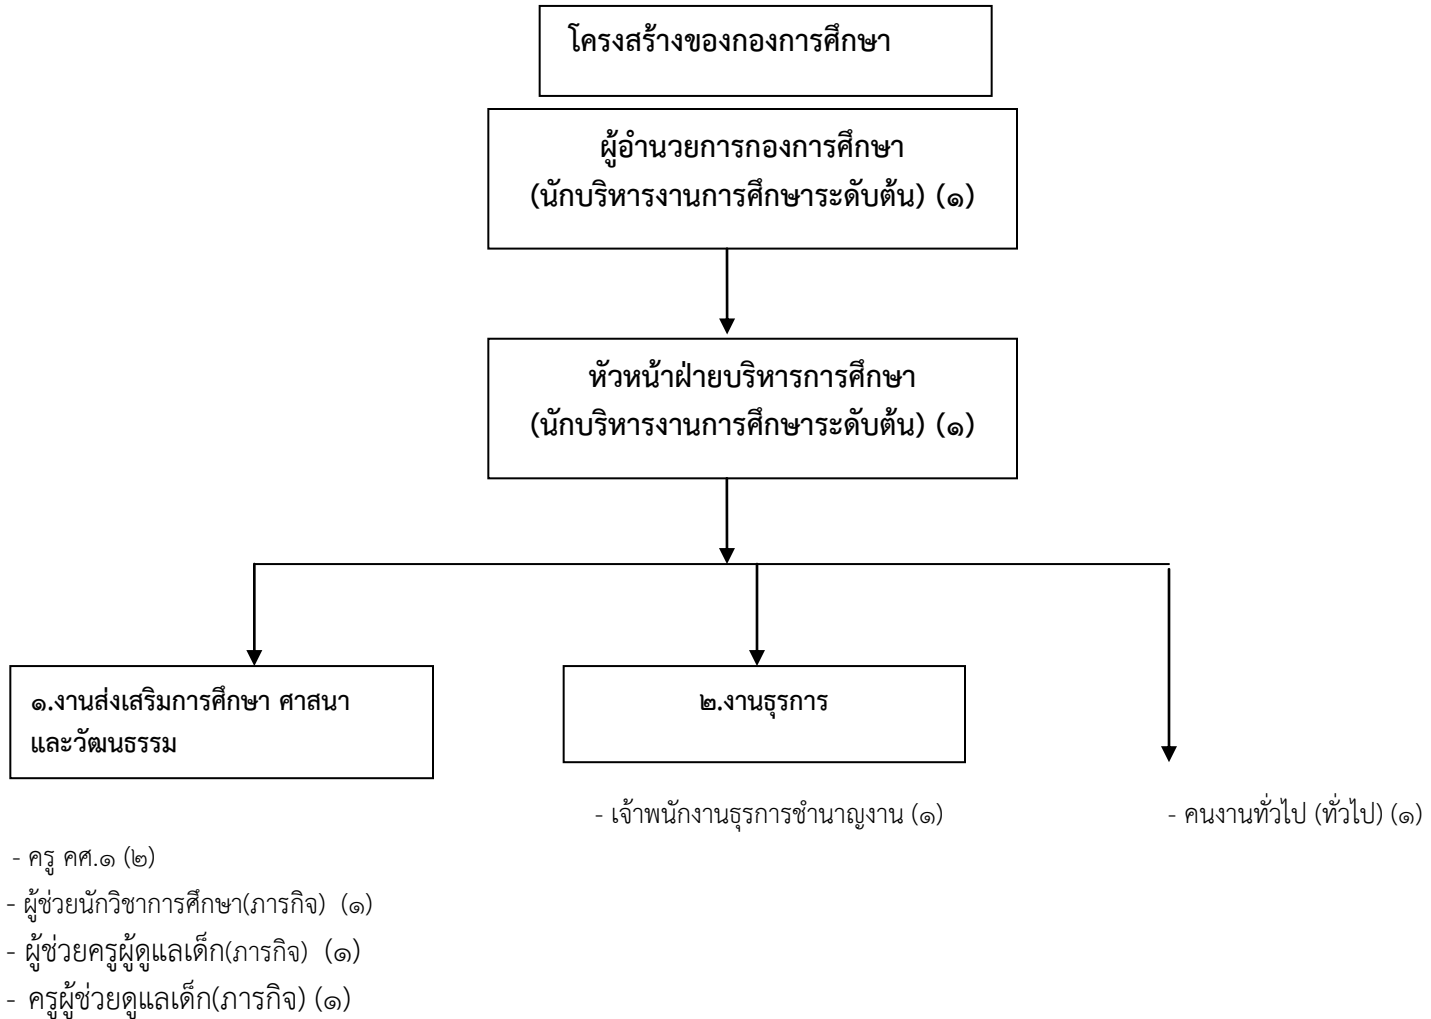 โครงสร้างของกองการศึกษา
ผู้อำนวยการกองการศึกษา
(นักบริหารงานการศึกษาระดับต้น) (๑)
หัวหน้าฝ่ายบริหารการศึกษา
(นักบริหารงานการศึกษาระดับต้น) (๑)
๑.งานส่งเสริมการศึกษา ศาสนา
และวัฒนธรรม
- ครู คศ.๑ (๒)
- ผู้ช่วยนักวิชาการศึกษา(ภารกิจ) (๑)
- ผู้ช่วยครูผู้ดูแลเด็ก(ภารกิจ) (๑)
- ครูผู้ช่วยดูแลเด็ก(ภารกิจ) (๑)
๒.งานธุรการ
- เจ้าพนักงานธุรการชำนาญงาน (๑)
- คนงานทั่วไป (ทั่วไป) (๑)